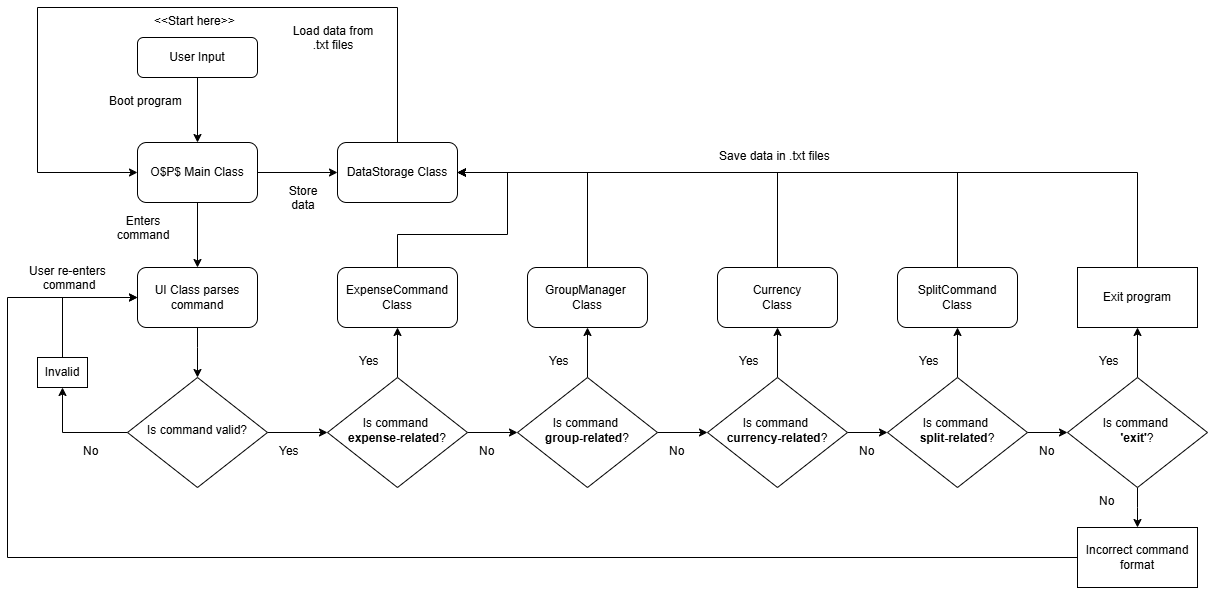 <<Start here>>
User Input
Load data from
.txt files
Boot program
O$P$ Main Class
DataStorage Class
Save data in .txt files
Store
data
Enters
command
User re-enters
command
UI Class parses
command
ExpenseCommand
Class
GroupManager
Class
Currency
Class
SplitCommand
Class
Exit program
Invalid
Yes
Yes
Yes
Yes
Yes
Is command valid?
Is command
expense-related?
Is command
group-related?
Is command
currency-related?
Is command
split-related?
Is command
'exit'?
No
Yes
No
No
No
No
No
Incorrect command
format